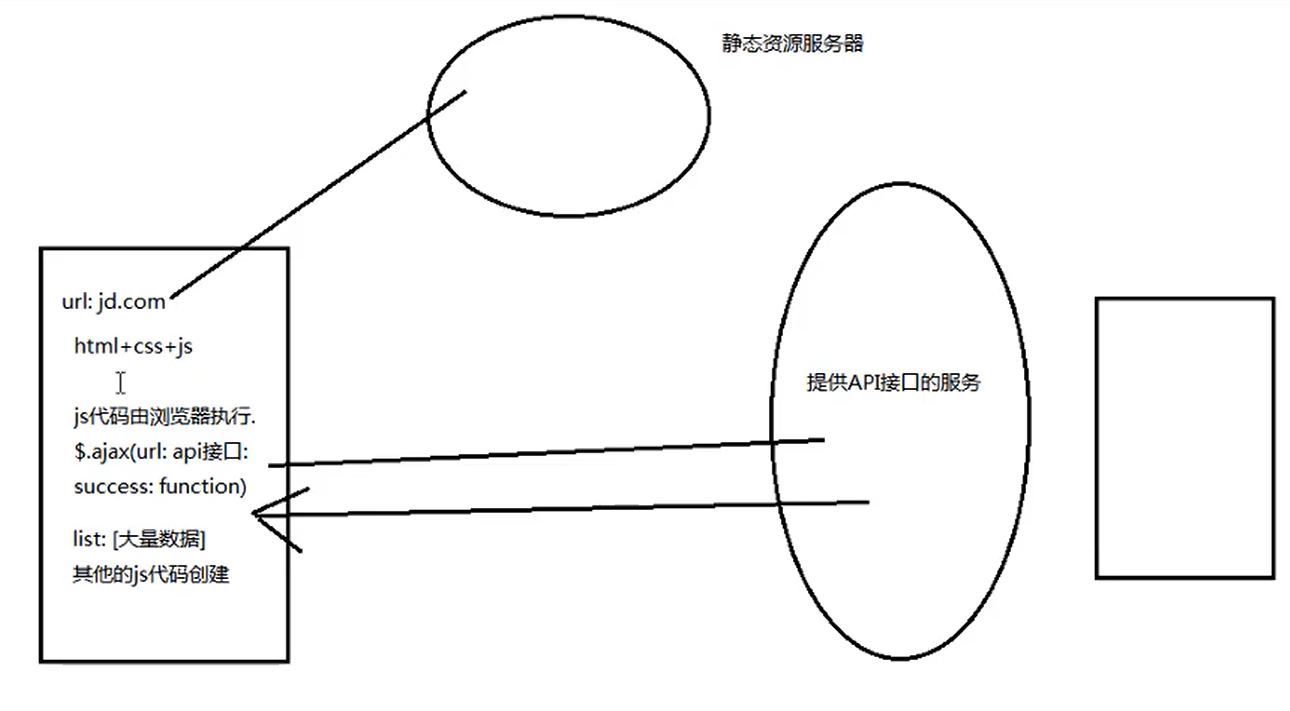 静态资源服务器
url: jd.com
html+css+js
js代码由浏览器执行.
$.ajax(url: api接口:
success: function)
list: [大量数据]
其他的js代码创建
提供API接口的服务